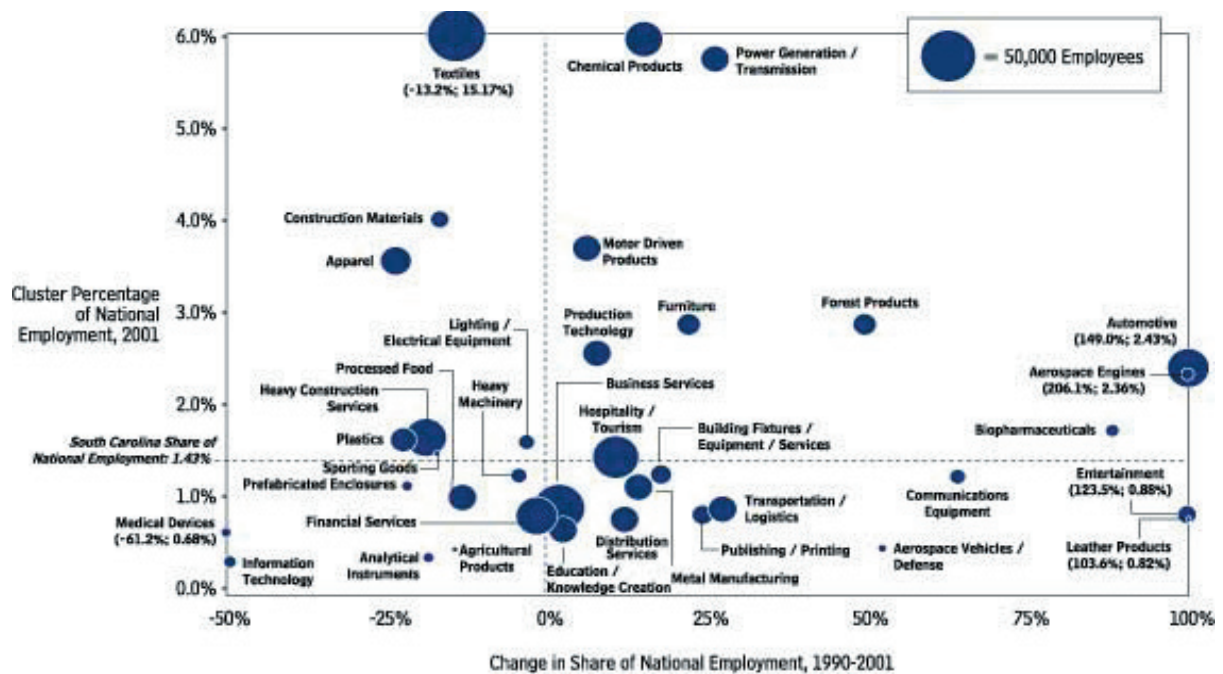 6.0%
Chemical Products
Power Generation /
Transmission
= 50,000 Employees
Textiles
(-13.2%; 15.17%)
5.0%
Construction Materials
4.0%
Apparel
Motor Driven
Products
Cluster Percentage
of National
Employment, 2001
3.0%
Lighting /
Electrical Equipment
Production
Technology
Furniture
Forest Products
Automotive
(149.0%; 2.43%)
Processed Food
Heavy Construction
Services
Heavy
Machinery
Business Services
Aerospace Engines
(206.1%; 2.36%)
2.0%
Hospitality /
Tourism
Building Fixtures /
Equipment / Services
Biopharmaceuticals
Plastics
South Carolina Share of
National Employment: 1.43%
Sporting Goods
Prefabricated Enclosures
1.0%
Entertainment
(123.5%; 0.88%)
Communications
Equipment
Medical Devices
(-61.2%; 0.68%)
Financial Services
Transportation /
Logistics
Information
Technology
Analytical
Instruments
Agricultural
Products
Distribution
Services
Publishing / Printing
Aerospace Vehicles /
Defense
Leather Products
(103.6%; 0.82%)
Education /
Knowledge Creation
Metal Manufacturing
0.0%
-50%
-25%
0%
25%
50%
75%
100%
Change in Share of National Employment, 1990-2001